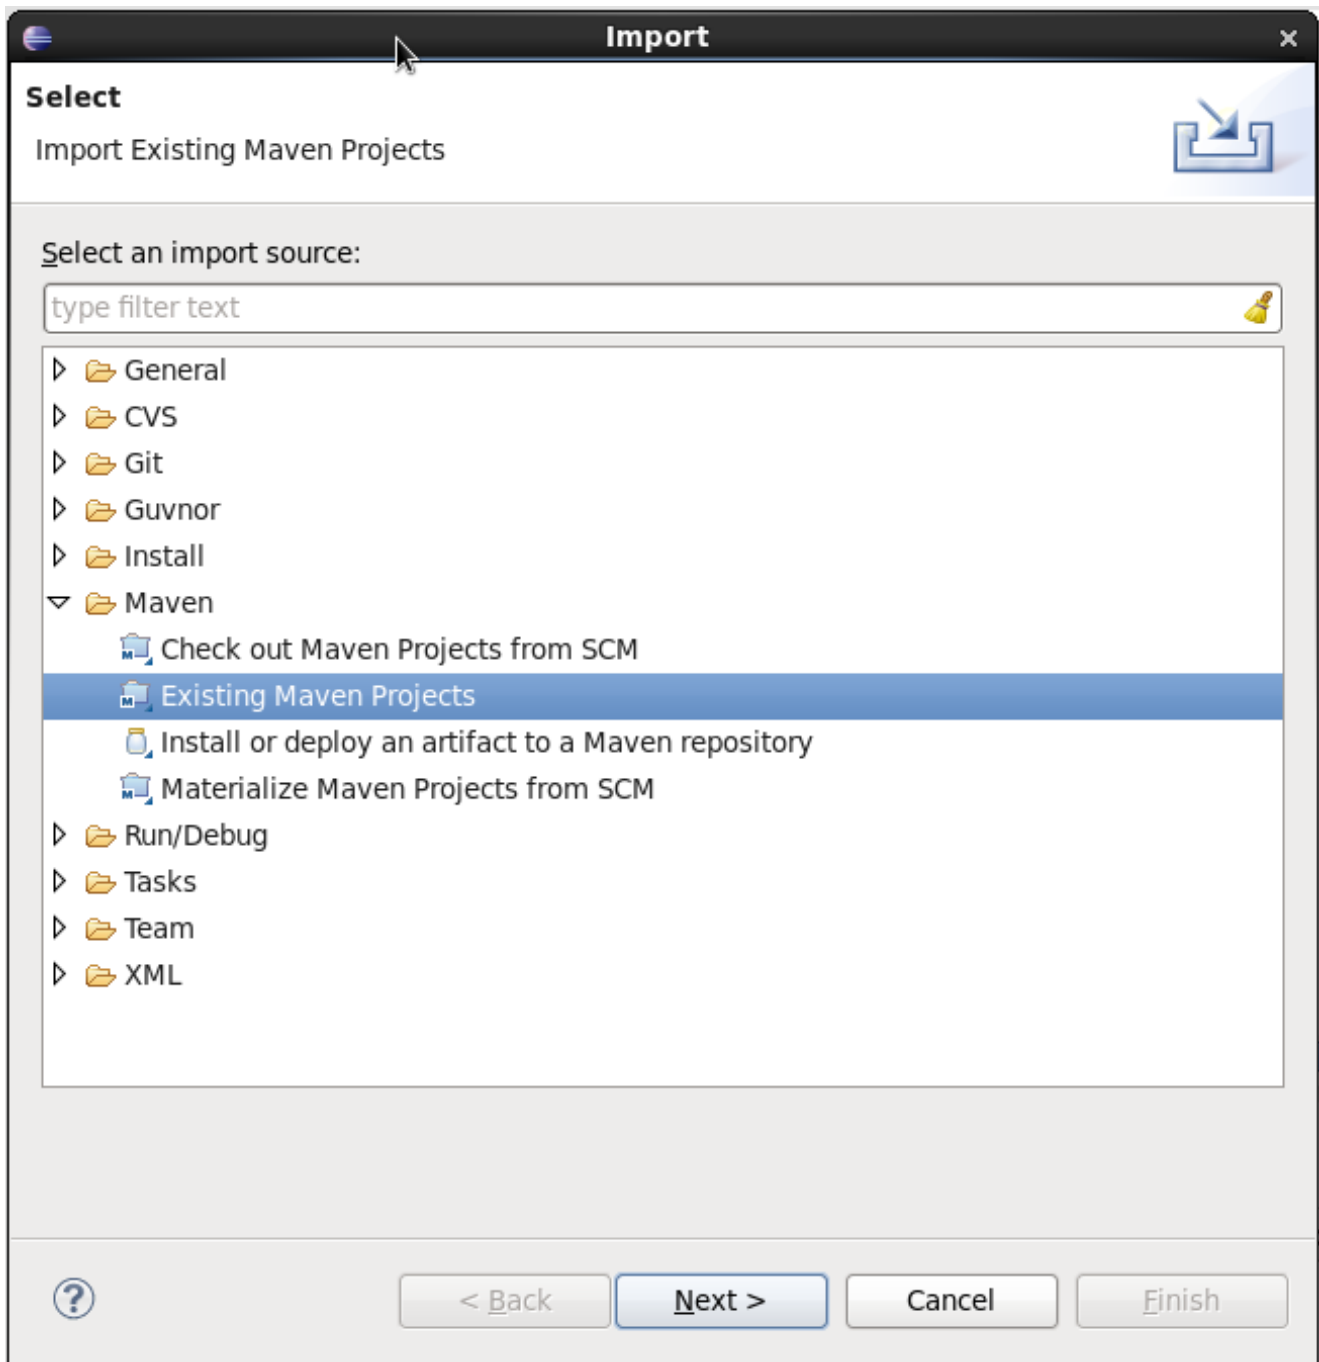 Import
Select
Import Existing Maven Projects
Select an import source:
type filter text
General
CVS
Git
Guvnor
Install
Maven
Check out Maven Projects from SCM
Existing Maven Projects
Install or deploy an artifact to a Maven repository
Materialize Maven Projects from SCM
Run/Debug
Tasks
Team
XML
? < Back Next > Cancel Finish